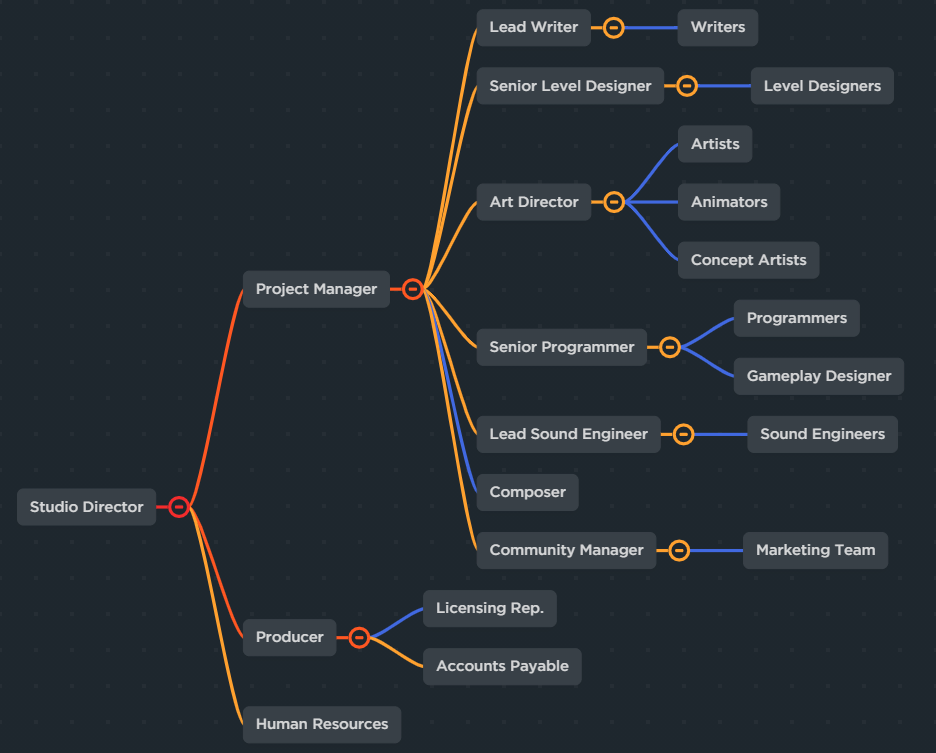 Lead Writer
Writers
Senior Level Designer
Level Designers
Artists
Art Director
Animators
Concept Artists
Project Manager
Programmers
Senior Programmer
Gameplay Designer
Lead Sound Engineer
Sound Engineers
Composer
Studio Director
Community Manager
Marketing Team
Licensing Rep.
Producer
Accounts Payable
Human Resources